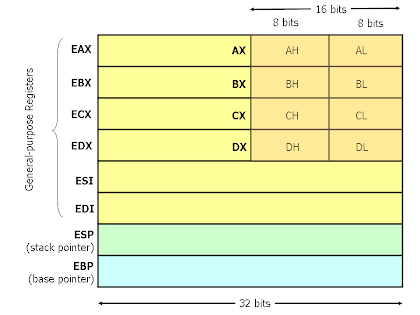 16 bits
8 bits 8 bits
EAX AX AH AL
EBX BX BH BL
ECX CX CH CL
EDX DX DH DL
ESI
EDI
ESP
(stack pointer)
EBP
(base pointer)
General-purpose Registers
32 bits